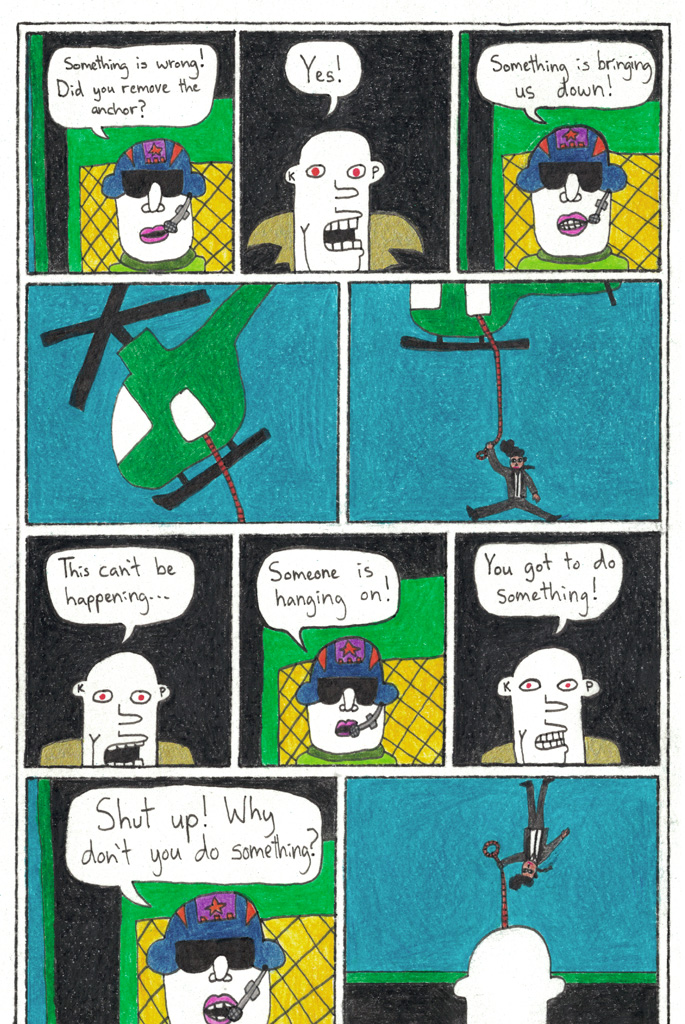 Something is wrong!
Did you remove the
anchor?
Yes!
K P
Something is bringing
us down!
This can't be
happening...
K P
Someone is
hanging on!
You got to do
something!
K P
Shut up! Why
don't you do something?